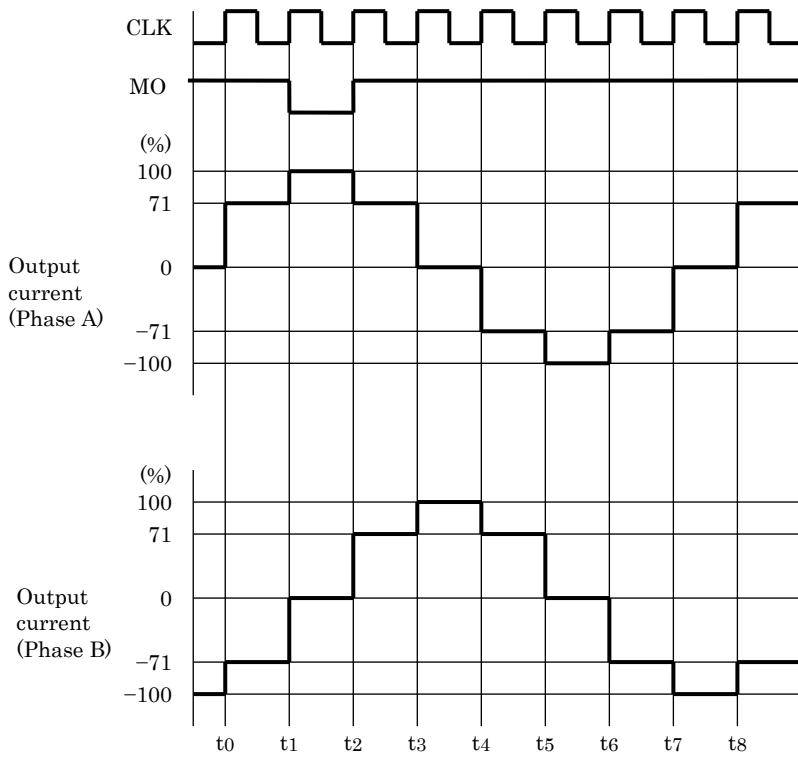 CLK
MO
(%)
100
71
0
−71
−100
Output
current
(Phase A)
(%)
100
71
0
−71
−100
Output
current
(Phase B)
t0 t1 t2 t3 t4 t5 t6 t7 t8